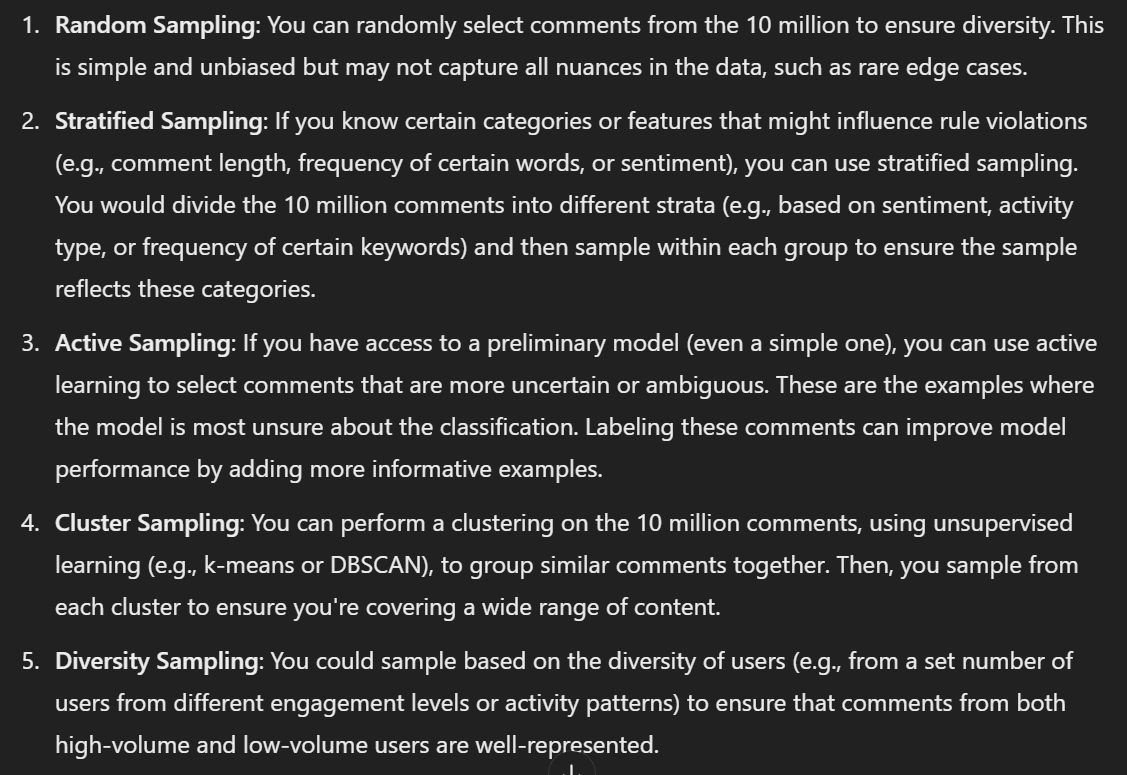 1. Random Sampling: You can randomly select comments from the 10 million to ensure diversity. This
is simple and unbiased but may not capture all nuances in the data, such as rare edge cases.
2. Stratified Sampling: If you know certain categories or features that might influence rule violations
(e.g., comment length, frequency of certain words, or sentiment), you can use stratified sampling.
You would divide the 10 million comments into different strata (e.g., based on sentiment, activity
type, or frequency of certain keywords) and then sample within each group to ensure the sample
reflects these categories.
3. Active Sampling: If you have access to a preliminary model (even a simple one), you can use active
learning to select comments that are more uncertain or ambiguous. These are the examples where
the model is most unsure about the classification. Labeling these comments can improve model
performance by adding more informative examples.
4. Cluster Sampling: You can perform a clustering on the 10 million comments, using unsupervised
learning (e.g., k-means or DBSCAN), to group similar comments together. Then, you sample from
each cluster to ensure you're covering a wide range of content.
5. Diversity Sampling: You could sample based on the diversity of users (e.g., from a set number of
users from different engagement levels or activity patterns) to ensure that comments from both
high-volume and low-volume users are well-represented.